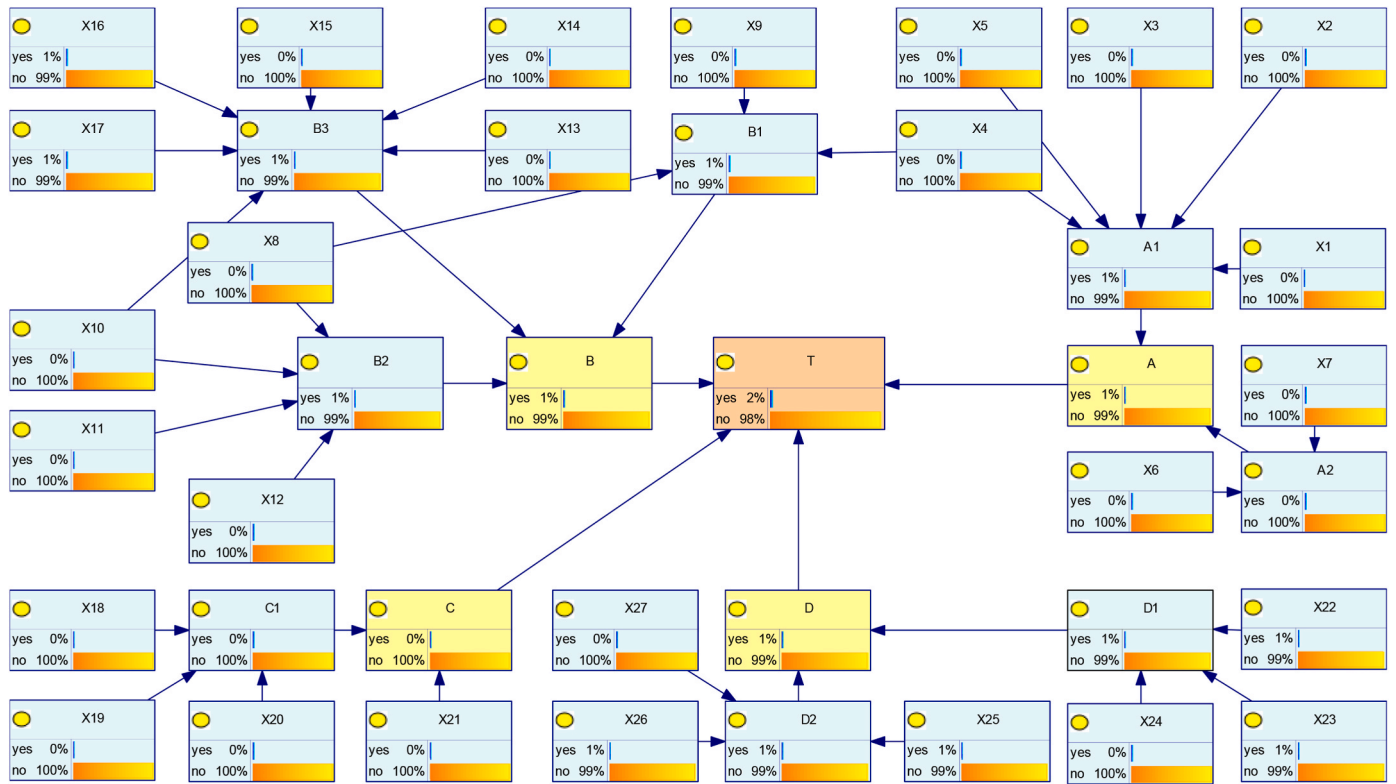 X16
yes 1%
no 99%
X15
yes 0%
no 100%
X14
yes 0%
no 100%
X9
yes 0%
no 100%
X5
yes 0%
no 100%
X3
yes 0%
no 100%
X2
yes 0%
no 100%
X17
yes 1%
no 99%
B3
yes 1%
no 99%
X13
yes 0%
no 100%
B1
yes 1%
no 99%
X4
yes 0%
no 100%
X8
yes 0%
no 100%
A1
yes 1%
no 99%
X1
yes 0%
no 100%
X10
yes 0%
no 100%
B2
yes 1%
no 99%
B
yes 1%
no 99%
T
yes 2%
no 98%
A
yes 1%
no 99%
X7
yes 0%
no 100%
X11
yes 0%
no 100%
X12
yes 0%
no 100%
X6
yes 0%
no 100%
A2
yes 0%
no 100%
X18
yes 0%
no 100%
C1
yes 0%
no 100%
C
yes 0%
no 100%
X27
yes 0%
no 100%
D
yes 1%
no 99%
D1
yes 1%
no 99%
X22
yes 1%
no 99%
X19
yes 0%
no 100%
X20
yes 0%
no 100%
X21
yes 0%
no 100%
X26
yes 1%
no 99%
D2
yes 1%
no 99%
X25
yes 1%
no 99%
X24
yes 0%
no 100%
X23
yes 1%
no 99%